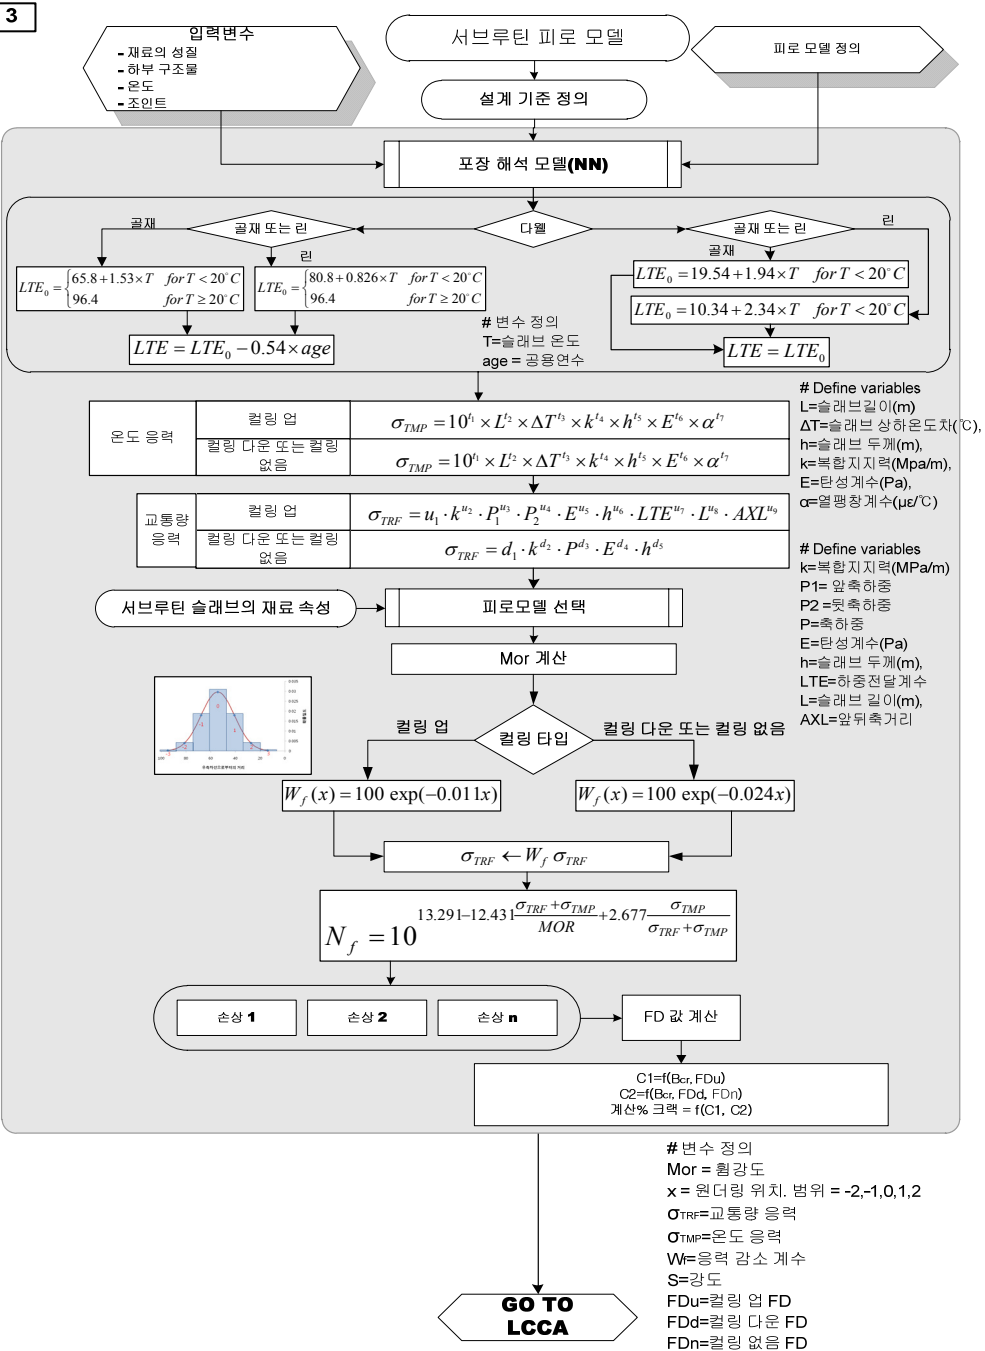 3
서브루틴 피로 모델
입력변수
- 재료의 성질
- 하부 구조물
- 온도
- 조인트
피로 모델 정의
설계 기준 정의
포장 해석 모델(NN)
골재
골재 또는 린
린
다웰
골재 또는 린
린
골재
LTE₀ = { 65.8+1.53×T for T < 20°C
96.4 for T ≥ 20°C
LTE₀ = { 80.8+0.826×T for T < 20°C
96.4 for T ≥ 20°C
LTE₀ = 19.54+1.94×T for T < 20°C
LTE₀ = 10.34+2.34×T for T < 20°C
LTE = LTE₀ − 0.54×age
LTE = LTE₀
# 변수 정의
T=슬래브 온도
age = 공용연수
온도 응력
컬링 업
σ_TMP = 10^t₁ × L^t₂ × ΔT^t₃ × k^t₄ × h^t₅ × E^t₆ × α^t₇
컬링 다운 또는 컬링 없음
σ_TMP = 10^t₁ × L^t₂ × ΔT^t₃ × k^t₄ × h^t₅ × E^t₆ × α^t₇
# Define variables
L=슬래브길이(m)
ΔT=슬래브 상하온도차(℃),
h=슬래브 두께(m),
k=복합지지력(Mpa/m),
E=탄성계수(Pa),
α=열팽창계수(με/℃)
교통량 응력
컬링 업
σ_TRF = u₁ · k^u₂ · P₁^u₃ · P₂^u₄ · E^u₅ · h^u₆ · LTE^u₇ · L^u₈ · AXL^u₉
컬링 다운 또는 컬링 없음
σ_TRF = d₁ · k^d₂ · P^d₃ · E^d₄ · h^d₅
# Define variables
k=복합지지력(MPa/m)
P1= 앞축하중
P2 =뒷축하중
P=축하중
E=탄성계수(Pa)
h=슬래브 두께(m),
LTE=하중전달계수
L=슬래브 길이(m),
AXL=앞뒤축거리
서브루틴 슬래브의 재료 속성
피로모델 선택
Mor 계산
컬링 업
컬링 타입
컬링 다운 또는 컬링 없음
W_f(x) = 100 exp(−0.011x)
W_f(x) = 100 exp(−0.024x)
σ_TRF ← W_f σ_TRF
N_f = 10^(13.291−12.431 (σ_TRF + σ_TMP)/MOR + 2.677 σ_TMP/(σ_TRF + σ_TMP))
손상 1
손상 2
손상 n
FD 값 계산
C1=f(Bcr, FDu)
C2=f(Bcr, FDd, FDn)
계산% 크랙 = f(C1, C2)
# 변수 정의
Mor = 휨강도
x = 원더링 위치. 범위 = -2,-1,0,1,2
σTRF=교통량 응력
σTMP=온도 응력
Wf=응력 감소 계수
S=강도
FDu=컬링 업 FD
FDd=컬링 다운 FD
FDn=컬링 없음 FD
GO TO
LCCA